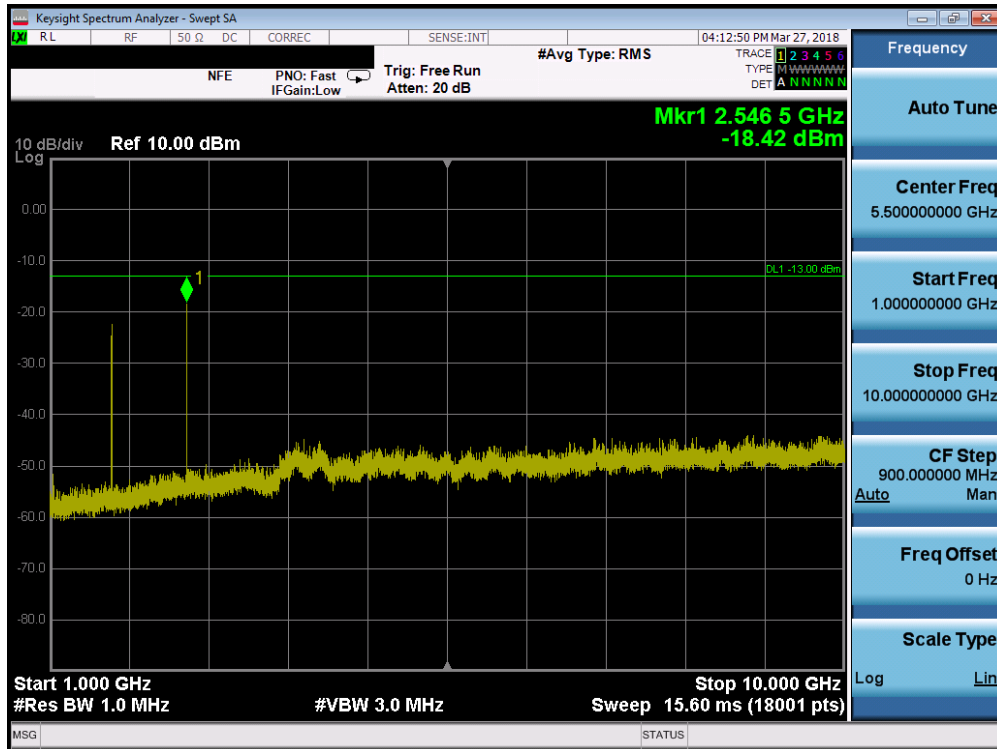 Keysight Spectrum Analyzer - Swept SA
LXI RL RF 50 Ω DC CORREC SENSE:INT 04:12:50 PM Mar 27, 2018
NFE PNO: Fast Trig: Free Run #Avg Type: RMS TRACE 1 2 3 4 5 6
TYPE M WWWWW
IFGain:Low Atten: 20 dB DET A N N N N N
Mkr1 2.546 5 GHz
-18.42 dBm
10 dB/div Ref 10.00 dBm
Log
0.00
-10.0
DL1 -13.00 dBm
1
-20.0
-30.0
-40.0
-50.0
-60.0
-70.0
-80.0
Start 1.000 GHz Stop 10.000 GHz
#Res BW 1.0 MHz #VBW 3.0 MHz Sweep 15.60 ms (18001 pts)
MSG STATUS
Frequency
Auto Tune
Center Freq
5.500000000 GHz
Start Freq
1.000000000 GHz
Stop Freq
10.000000000 GHz
CF Step
900.000000 MHz
Auto Man
Freq Offset
0 Hz
Scale Type
Log Lin